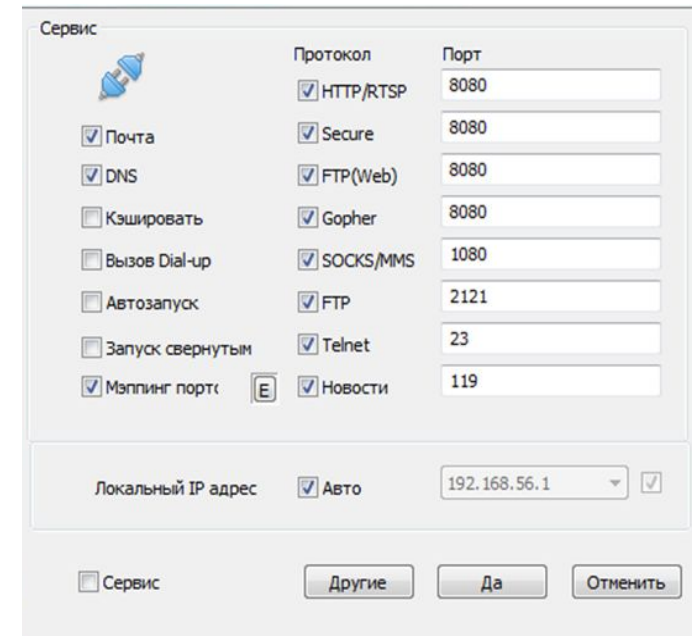 Сервис
Протокол Порт
HTTP/RTSP 8080
Почта Secure 8080
DNS FTP(Web) 8080
Кэшировать Gopher 8080
Вызов Dial-up SOCKS/MMS 1080
Автозапуск FTP 2121
Запуск свернутым Telnet 23
Мэппинг портс E Новости 119
Локальный IP адрес Авто 192.168.56.1
Сервис Другие Да Отменить